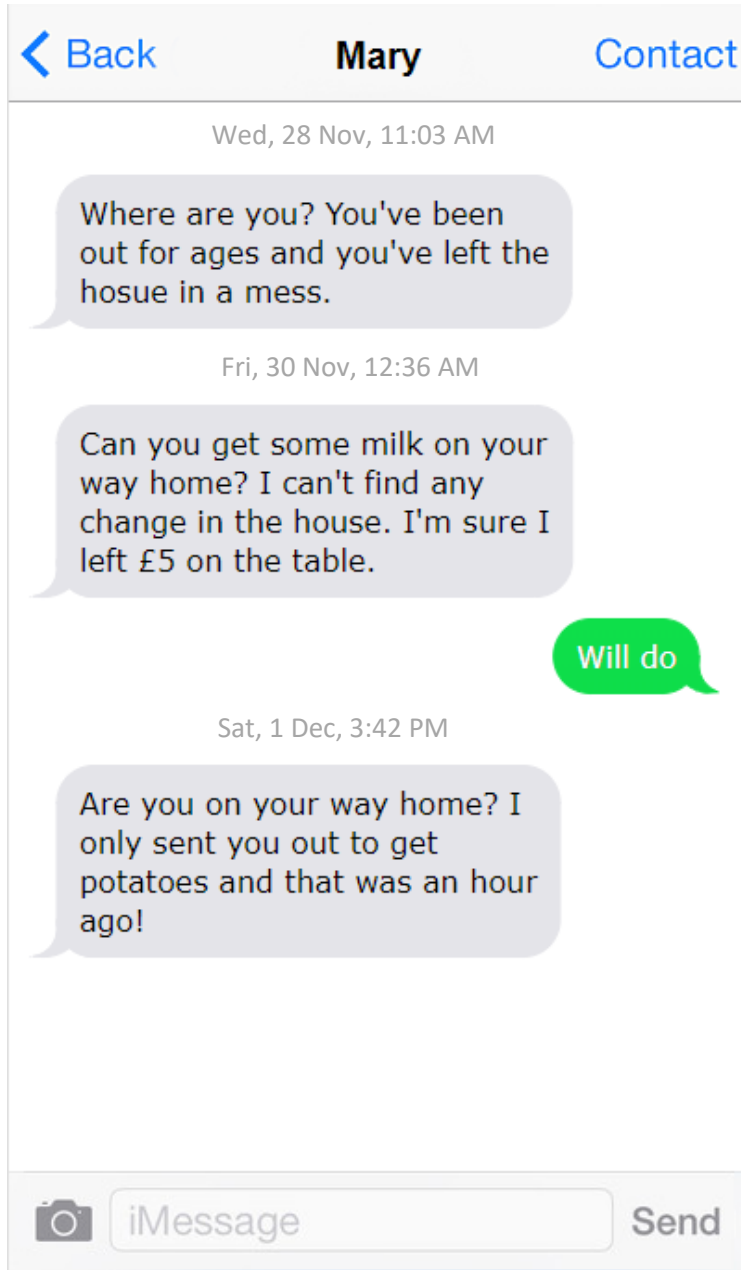 Back Mary Contact
Wed, 28 Nov, 11:03 AM
Where are you? You've been
out for ages and you've left the
hosue in a mess.
Fri, 30 Nov, 12:36 AM
Can you get some milk on your
way home? I can't find any
change in the house. I'm sure I
left £5 on the table.
Will do
Sat, 1 Dec, 3:42 PM
Are you on your way home? I
only sent you out to get
potatoes and that was an hour
ago!
iMessage Send